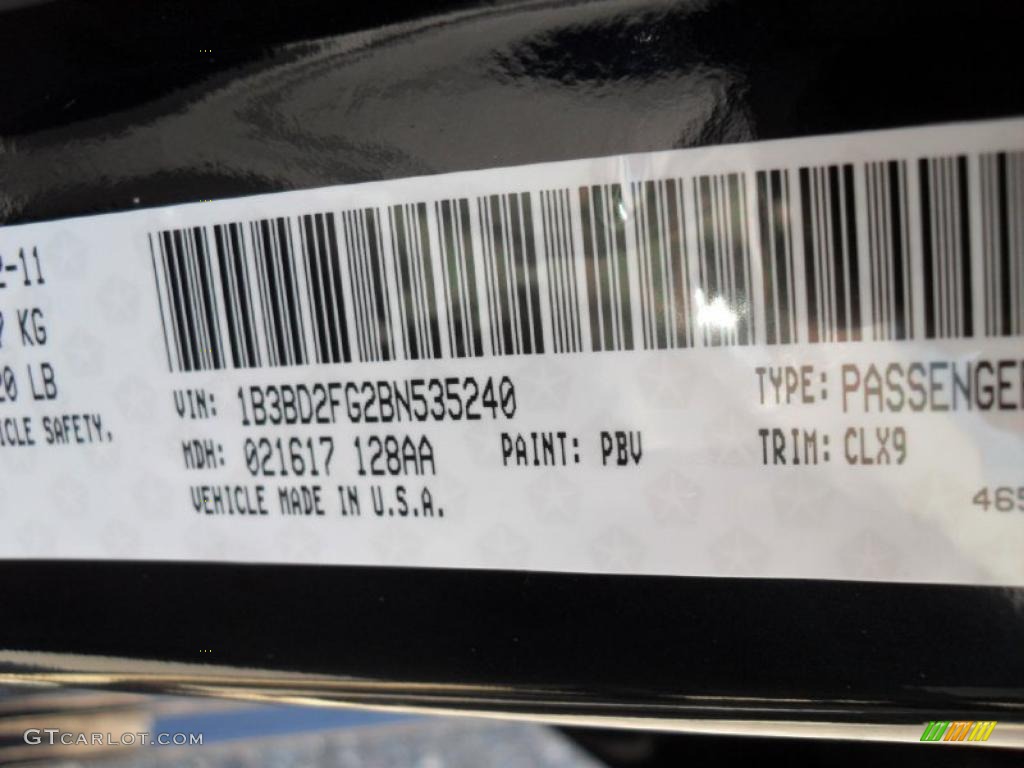 2-11
KG
20 LB
ICLE SAFETY.
VIN: 1B3BD2FG2BN535240
TYPE: PASSENGER
MDH: 021617 128AA PAINT: PBV
TRIM: CLX9
VEHICLE MADE IN U.S.A.
465
GTCARLOT.COM